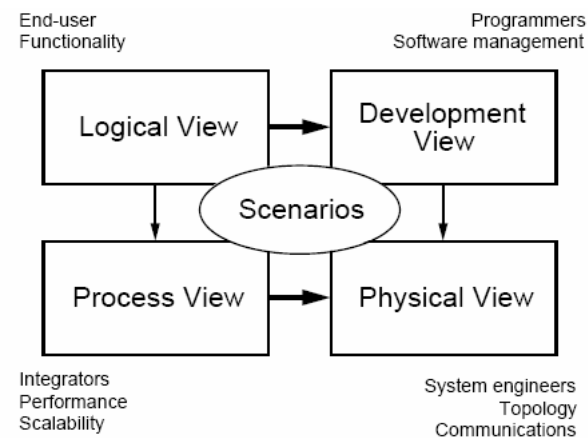 End-user
Functionality
Programmers
Software management
Logical View
Development
View
Scenarios
Process View
Physical View
Integrators
Performance
Scalability
System engineers
Topology
Communications